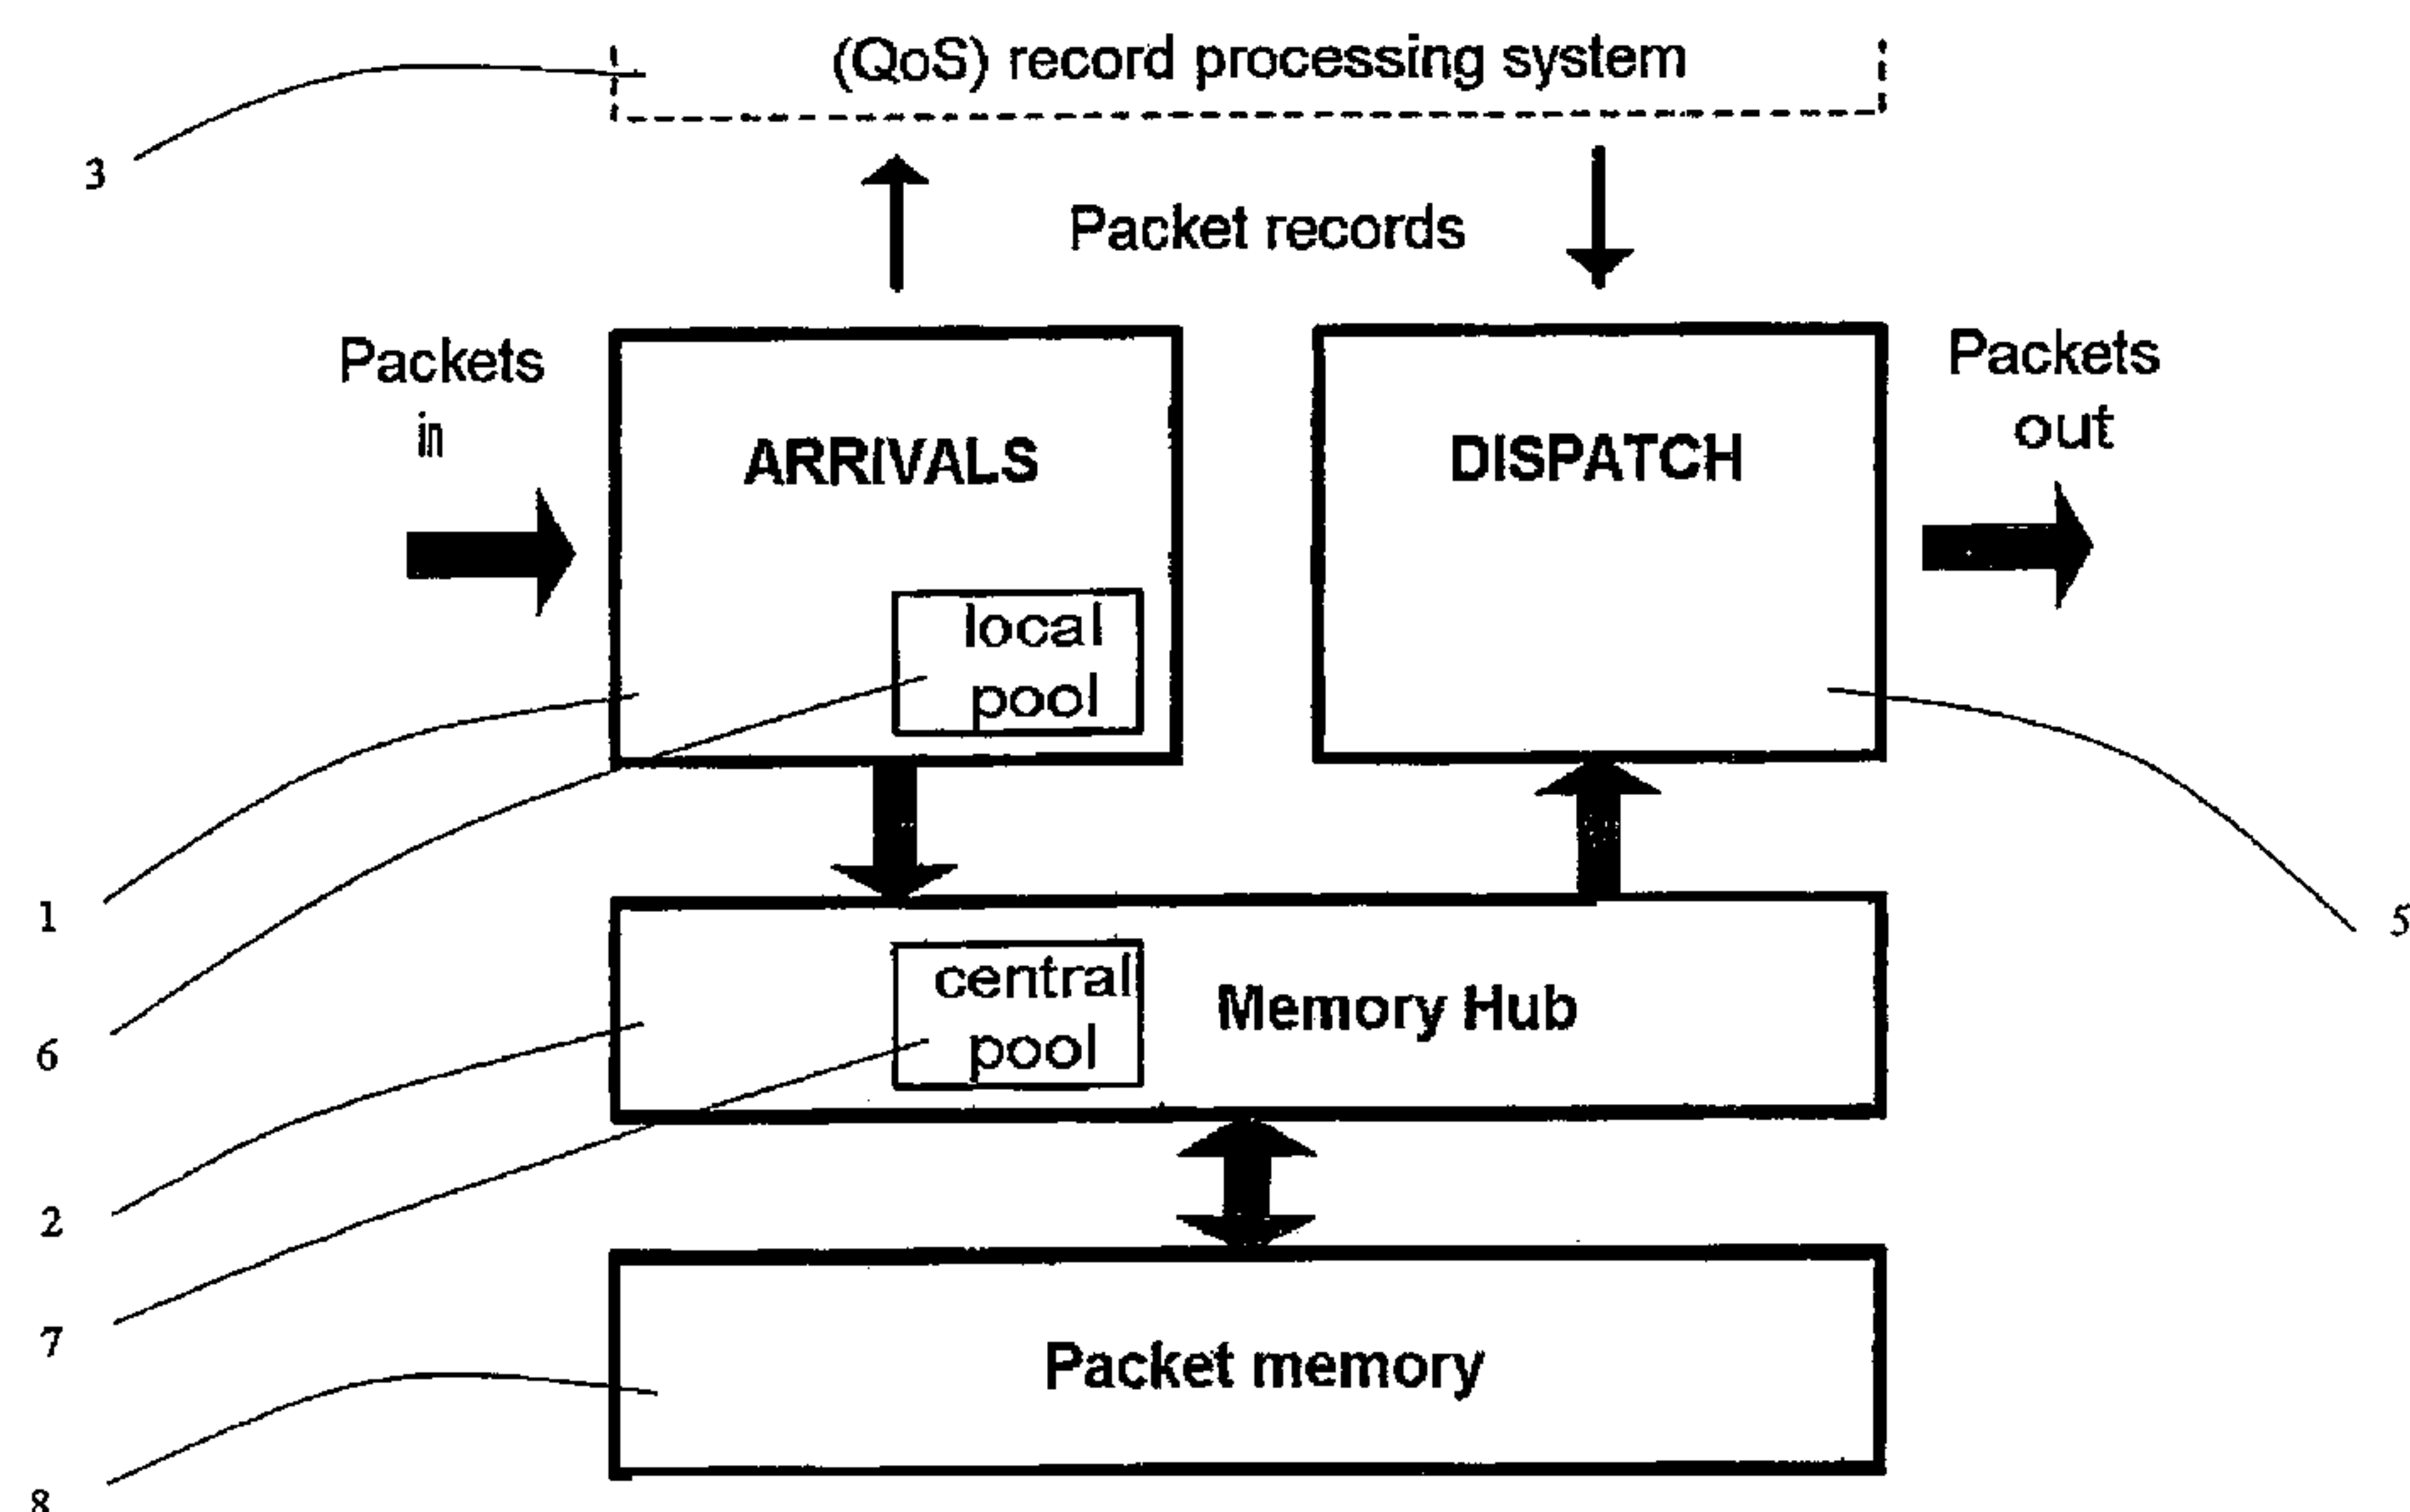 (QoS) record processing system
3
Packet records
Packets
in
ARRIVALS
DISPATCH
Packets
out
local
pool
1
5
central
pool
Memory Hub
6
2
7
Packet memory
8